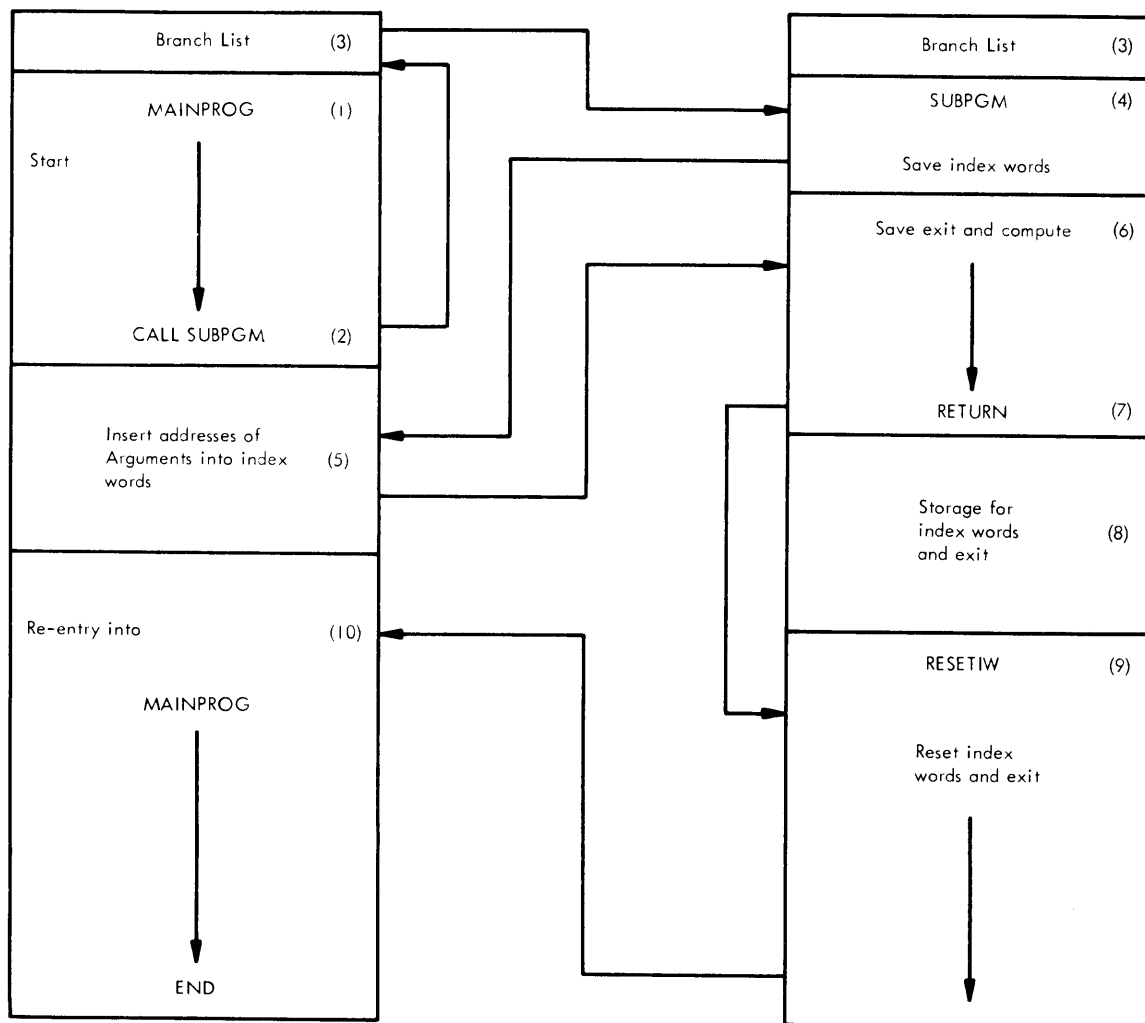 Branch List (3)
MAINPROG (1)
Start
CALL SUBPGM (2)
Insert addresses of
Arguments into index (5)
words
Re-entry into (10)
MAINPROG
END
Branch List (3)
SUBPGM (4)
Save index words
Save exit and compute (6)
RETURN (7)
Storage for
index words (8)
and exit
RESETIW (9)
Reset index
words and exit